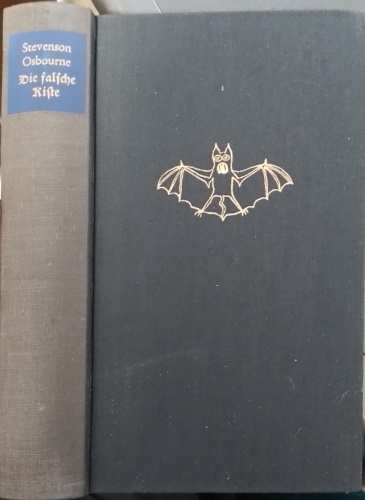 Stevenson
Osbourne
Die falsche
Kiste